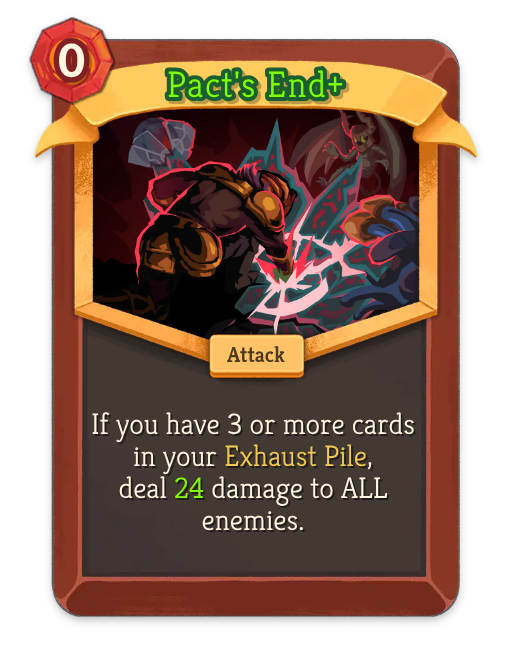 0
Pact's End+
Attack
If you have 3 or more cards
in your Exhaust Pile,
deal 24 damage to ALL
enemies.